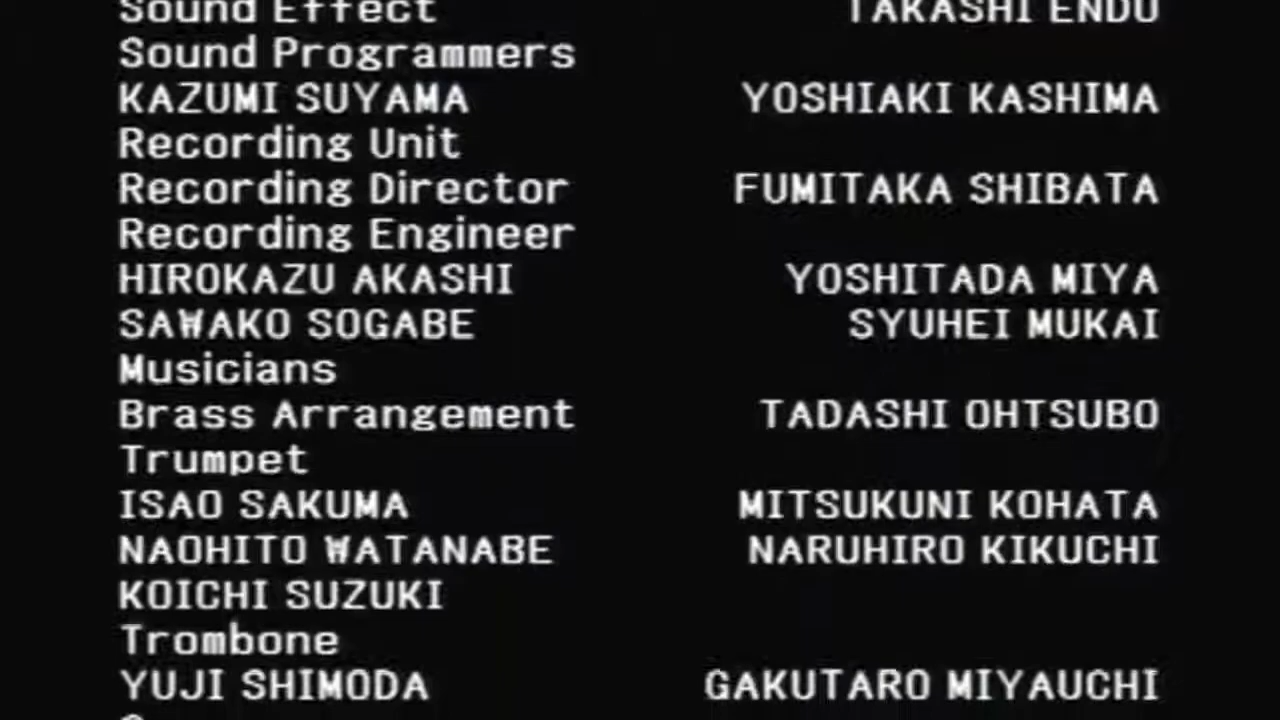 Sound Effect TAKASHI ENDO
Sound Programmers
KAZUMI SUYAMA YOSHIAKI KASHIMA
Recording Unit
Recording Director FUMITAKA SHIBATA
Recording Engineer
HIROKAZU AKASHI YOSHITADA MIYA
SAWAKO SOGABE SYUHEI MUKAI
Musicians
Brass Arrangement TADASHI OHTSUBO
Trumpet
ISAO SAKUMA MITSUKUNI KOHATA
NAOHITO WATANABE NARUHIRO KIKUCHI
KOICHI SUZUKI
Trombone
YUJI SHIMODA GAKUTARO MIYAUCHI